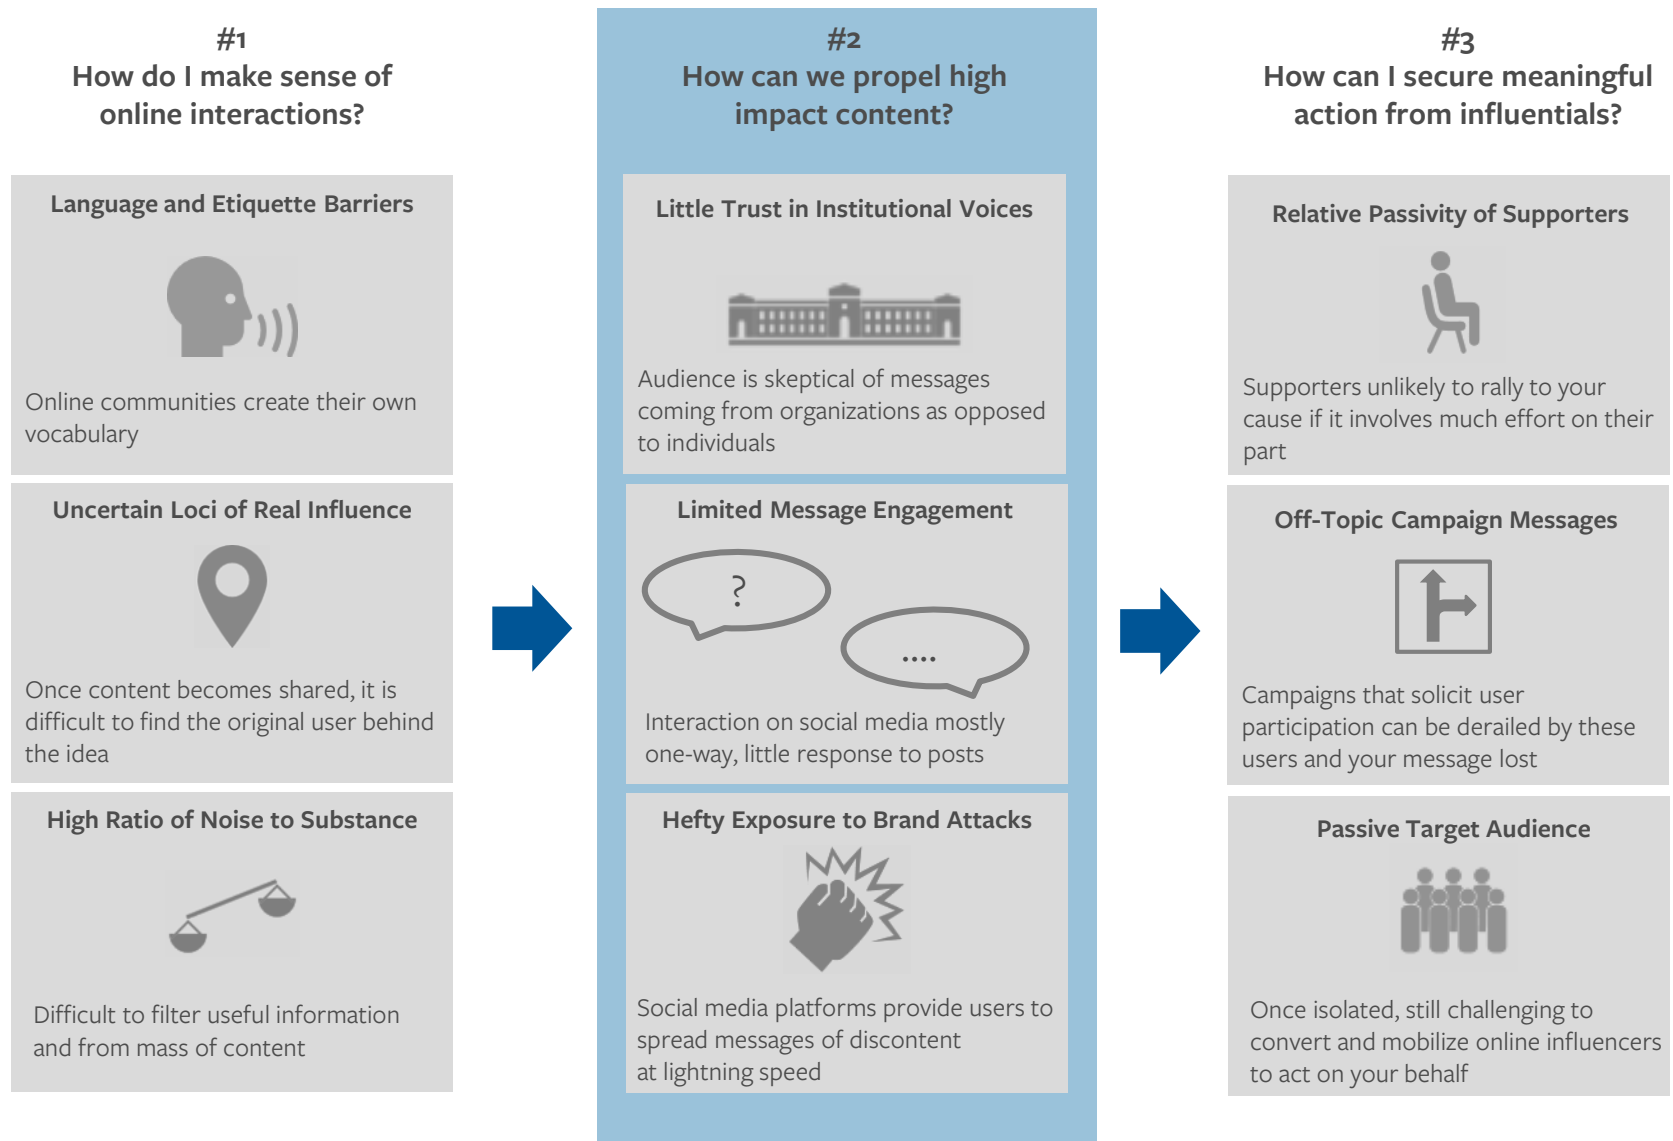 #1
How do I make sense of
online interactions?
Language and Etiquette Barriers
Online communities create their own
vocabulary
Uncertain Loci of Real Influence
Once content becomes shared, it is
difficult to find the original user behind
the idea
High Ratio of Noise to Substance
Difficult to filter useful information
and from mass of content
#2
How can we propel high
impact content?
Little Trust in Institutional Voices
Audience is skeptical of messages
coming from organizations as opposed
to individuals
Limited Message Engagement
?
....
Interaction on social media mostly
one-way, little response to posts
Hefty Exposure to Brand Attacks
Social media platforms provide users to
spread messages of discontent
at lightning speed
#3
How can I secure meaningful
action from influentials?
Relative Passivity of Supporters
Supporters unlikely to rally to your
cause if it involves much effort on their
part
Off-Topic Campaign Messages
Campaigns that solicit user
participation can be derailed by these
users and your message lost
Passive Target Audience
Once isolated, still challenging to
convert and mobilize online influencers
to act on your behalf